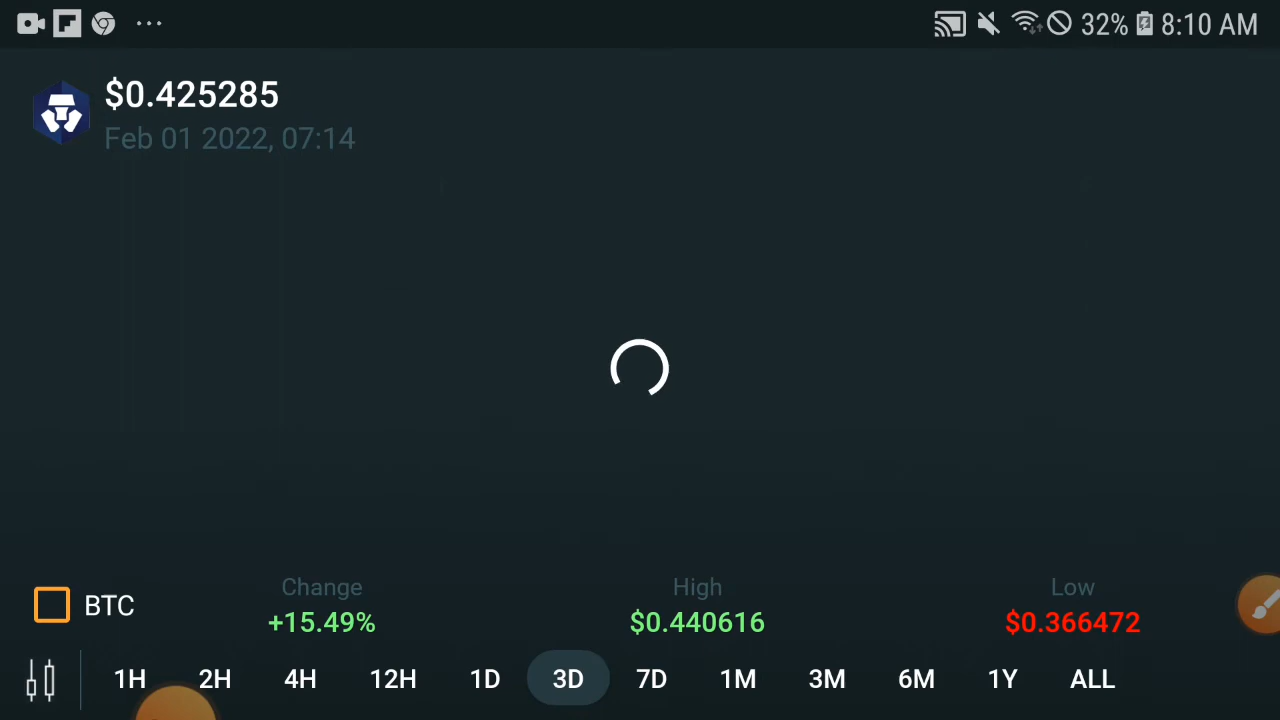 32% 8:10 AM
$0.425285
Feb 01 2022, 07:14
BTC
Change
+15.49%
High
$0.440616
Low
$0.366472
1H 2H 4H 12H 1D 3D 7D 1M 3M 6M 1Y ALL